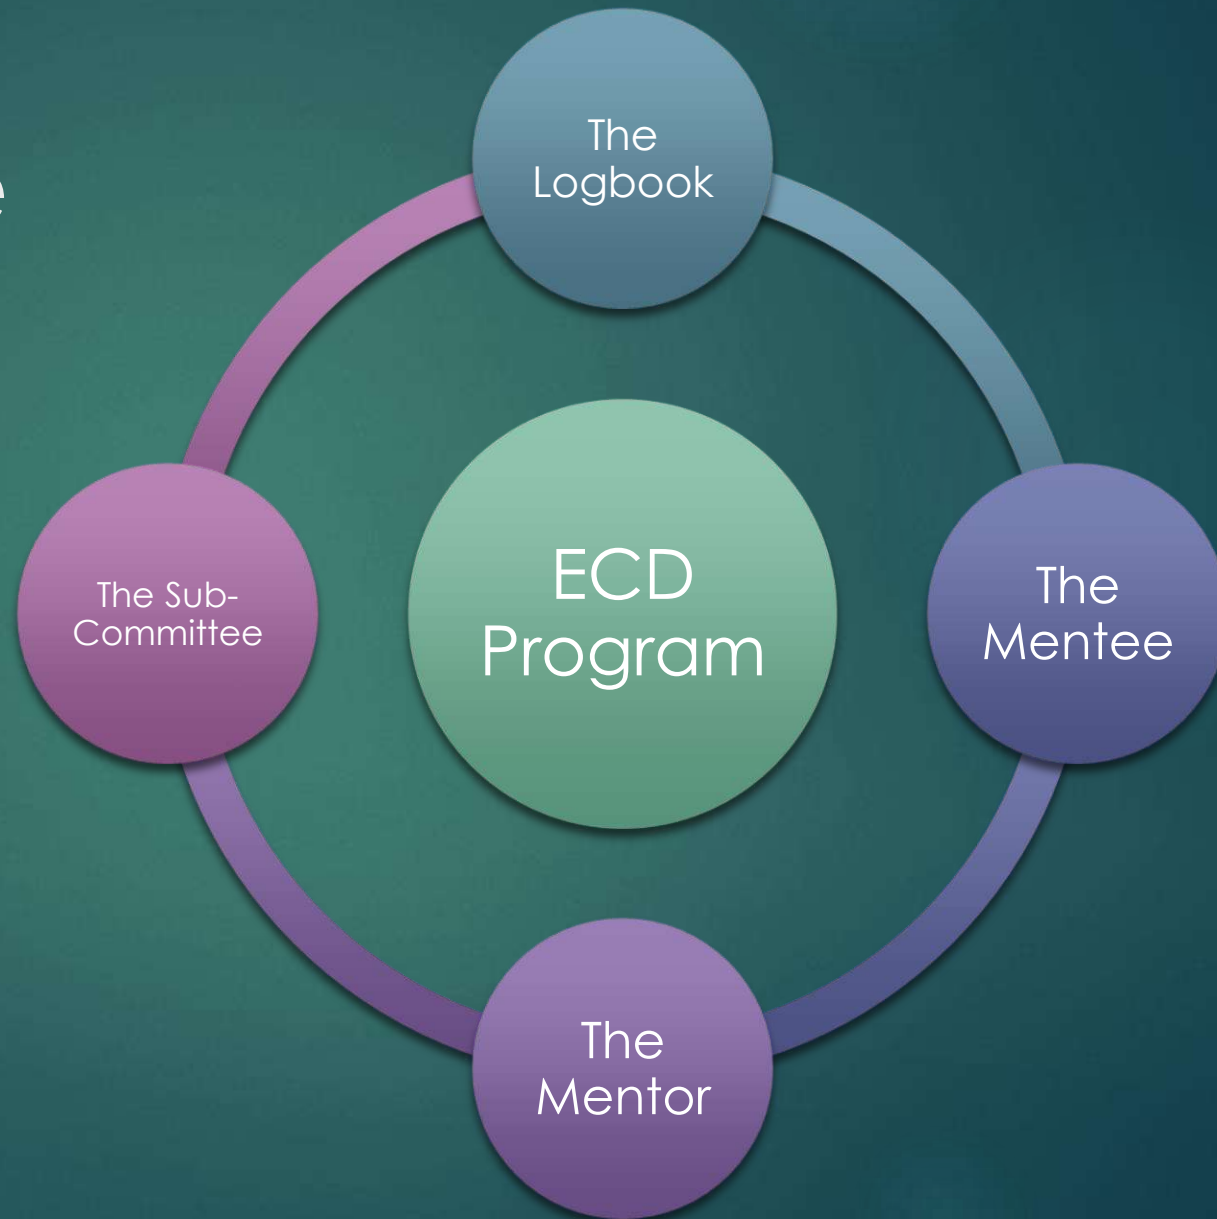 The
Logbook
The Sub-
Committee
ECD
Program
The
Mentee
The
Mentor